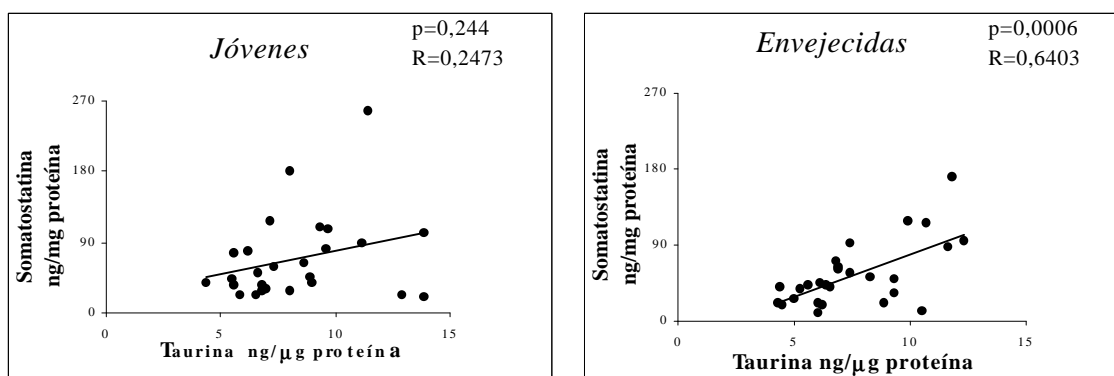 Jóvenes
p=0,244
R=0,2473
Somatostatina
ng/mg proteína
270
180
90
0
0
5
10
15
Taurina ng/μg proteína
Envejecidas
p=0,0006
R=0,6403
Somatostatina
ng/mg proteína
270
180
90
0
0
5
10
15
Taurina ng/μg proteína